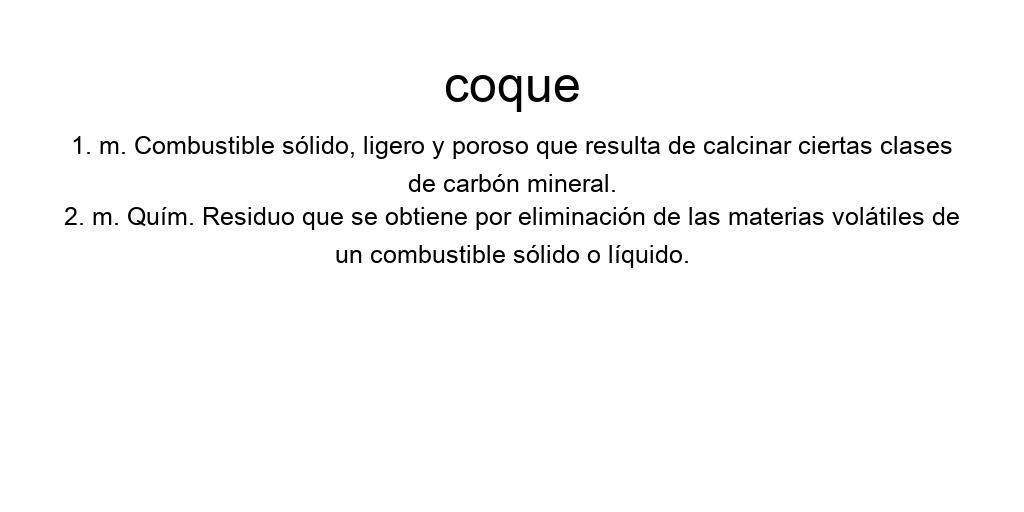 coque
1. m. Combustible sólido, ligero y poroso que resulta de calcinar ciertas clases
de carbón mineral.
2. m. Quím. Residuo que se obtiene por eliminación de las materias volátiles de
un combustible sólido o líquido.